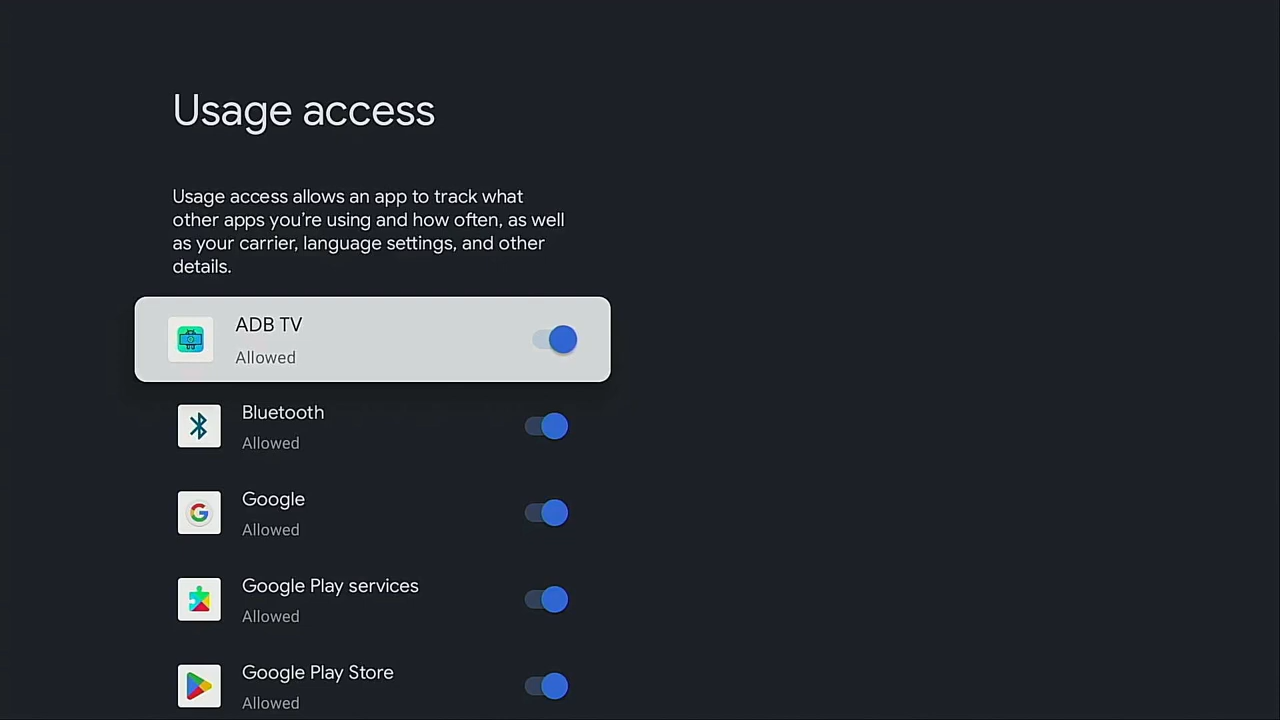 Usage access
Usage access allows an app to track what
other apps you’re using and how often, as well
as your carrier, language settings, and other
details.
ADB TV
Allowed
Bluetooth
Allowed
Google
Allowed
Google Play services
Allowed
Google Play Store
Allowed